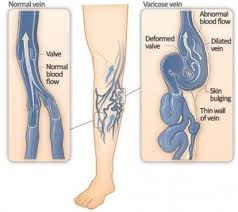 Normal vein
Valve
Normal
blood
flow
Varicose vein
Abnormal
blood flow
Deformed
valve
Dilated
vein
Skin
bulging
Thin wall
of vein